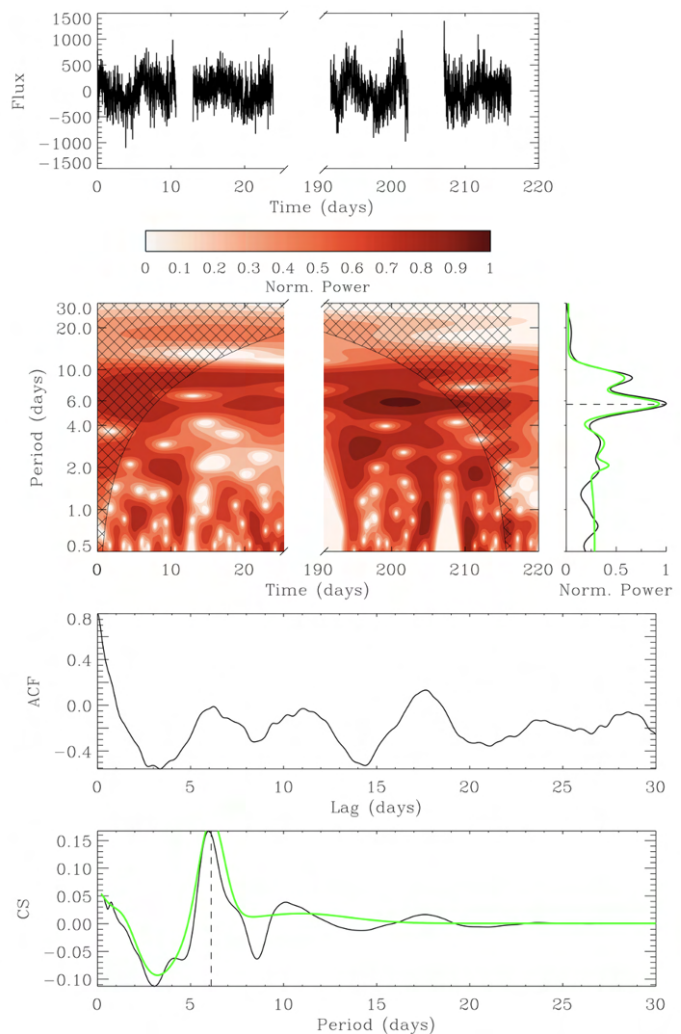 1500
1000
500
0
−500
−1000
−1500
Flux
0 10 20 190 200 210 220
Time (days)
0 0.1 0.2 0.3 0.4 0.5 0.6 0.7 0.8 0.9 1
Norm. Power
30.0
20.0
10.0
6.0
4.0
2.0
1.0
0.5
Period (days)
0 10 20 190 200 210 220
Time (days)
0 0.5 1
Norm. Power
0.8
0.4
0.0
−0.4
ACF
0 5 10 15 20 25 30
Lag (days)
0.15
0.10
0.05
0.00
−0.05
−0.10
CS
0 5 10 15 20 25 30
Period (days)